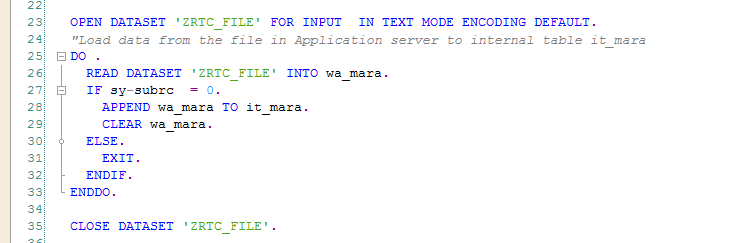 22
23 OPEN DATASET 'ZRTC_FILE' FOR INPUT  IN TEXT MODE ENCODING DEFAULT.
24 "Load data from the file in Application server to internal table it_mara
25 DO .
26   READ DATASET 'ZRTC_FILE' INTO wa_mara.
27   IF sy-subrc  = 0.
28     APPEND wa_mara TO it_mara.
29     CLEAR wa_mara.
30   ELSE.
31     EXIT.
32   ENDIF.
33 ENDDO.
34
35 CLOSE DATASET 'ZRTC_FILE'.
36